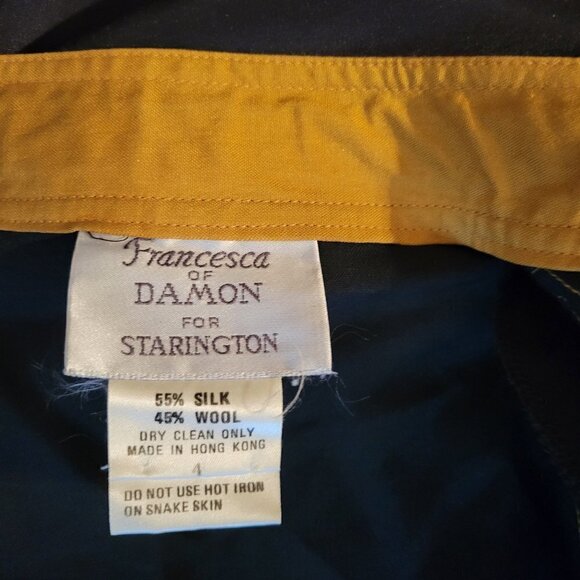 Francesca
OF
DAMON
FOR
STARINGTON
55% SILK
45% WOOL
DRY CLEAN ONLY
MADE IN HONG KONG
4
DO NOT USE HOT IRON
ON SNAKE SKIN